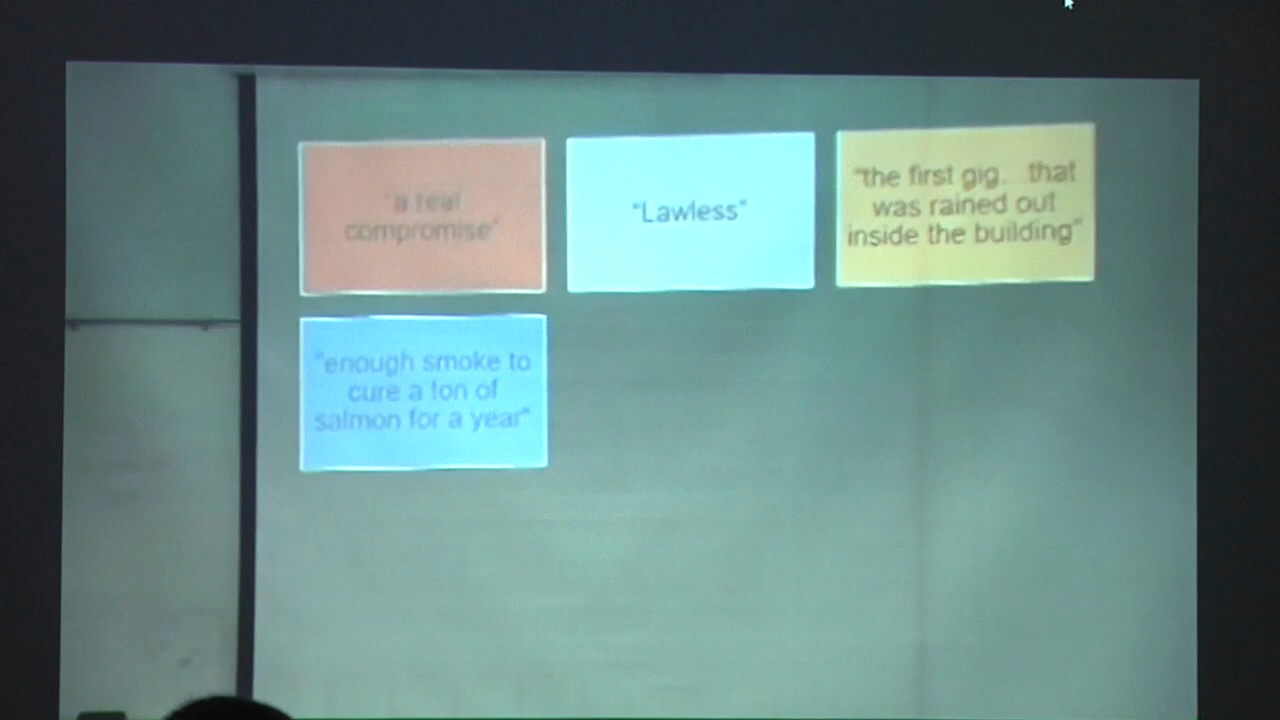 "a real
compromise"
"Lawless"
"the first gig... that
was rained out
inside the building"
"enough smoke to
cure a ton of
salmon for a year"